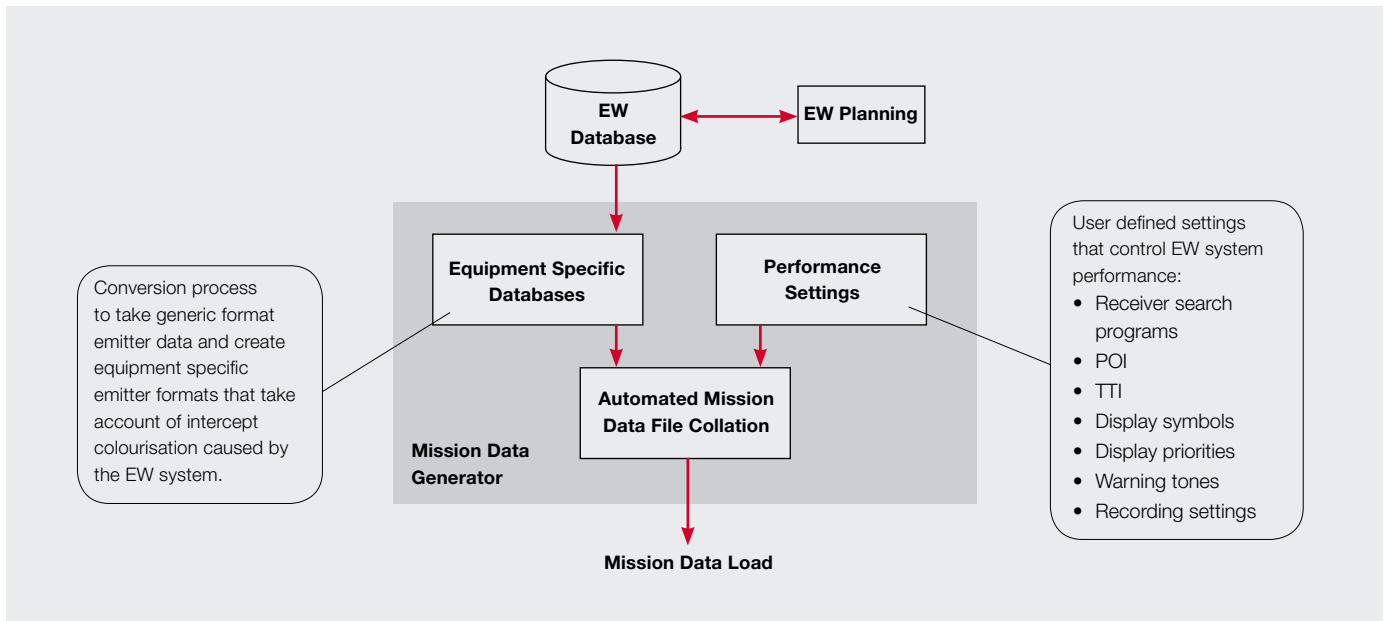 EW
Database
EW Planning
Equipment Specific
Databases
Performance
Settings
Automated Mission
Data File Collation
Mission Data
Generator
Mission Data Load
Conversion process
to take generic format
emitter data and create
equipment specific
emitter formats that take
account of intercept
colourisation caused by
the EW system.
User defined settings
that control EW system
performance:
• Receiver search
programs
• POI
• TTI
• Display symbols
• Display priorities
• Warning tones
• Recording settings